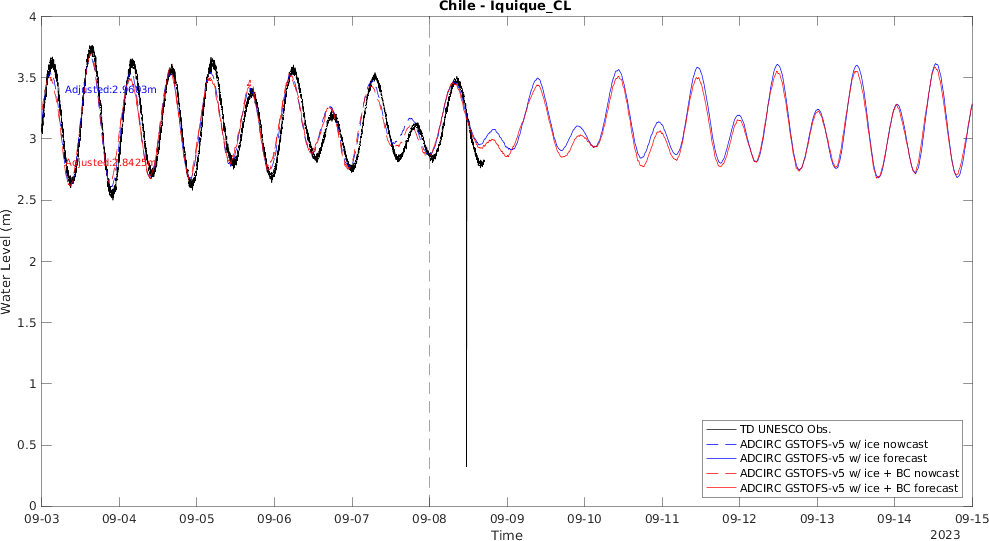 Chile - Iquique_CL
4
3.5
3
2.5
2
1.5
1
0.5
0
Water Level (m)
Adjusted:2.9603m
Adjusted:2.8425m
TD UNESCO Obs.
ADCIRC GSTOFS-v5 w/ ice nowcast
ADCIRC GSTOFS-v5 w/ ice forecast
ADCIRC GSTOFS-v5 w/ ice + BC nowcast
ADCIRC GSTOFS-v5 w/ ice + BC forecast
09-03 09-04 09-05 09-06 09-07 09-08 09-09 09-10 09-11 09-12 09-13 09-14 09-15
Time
2023